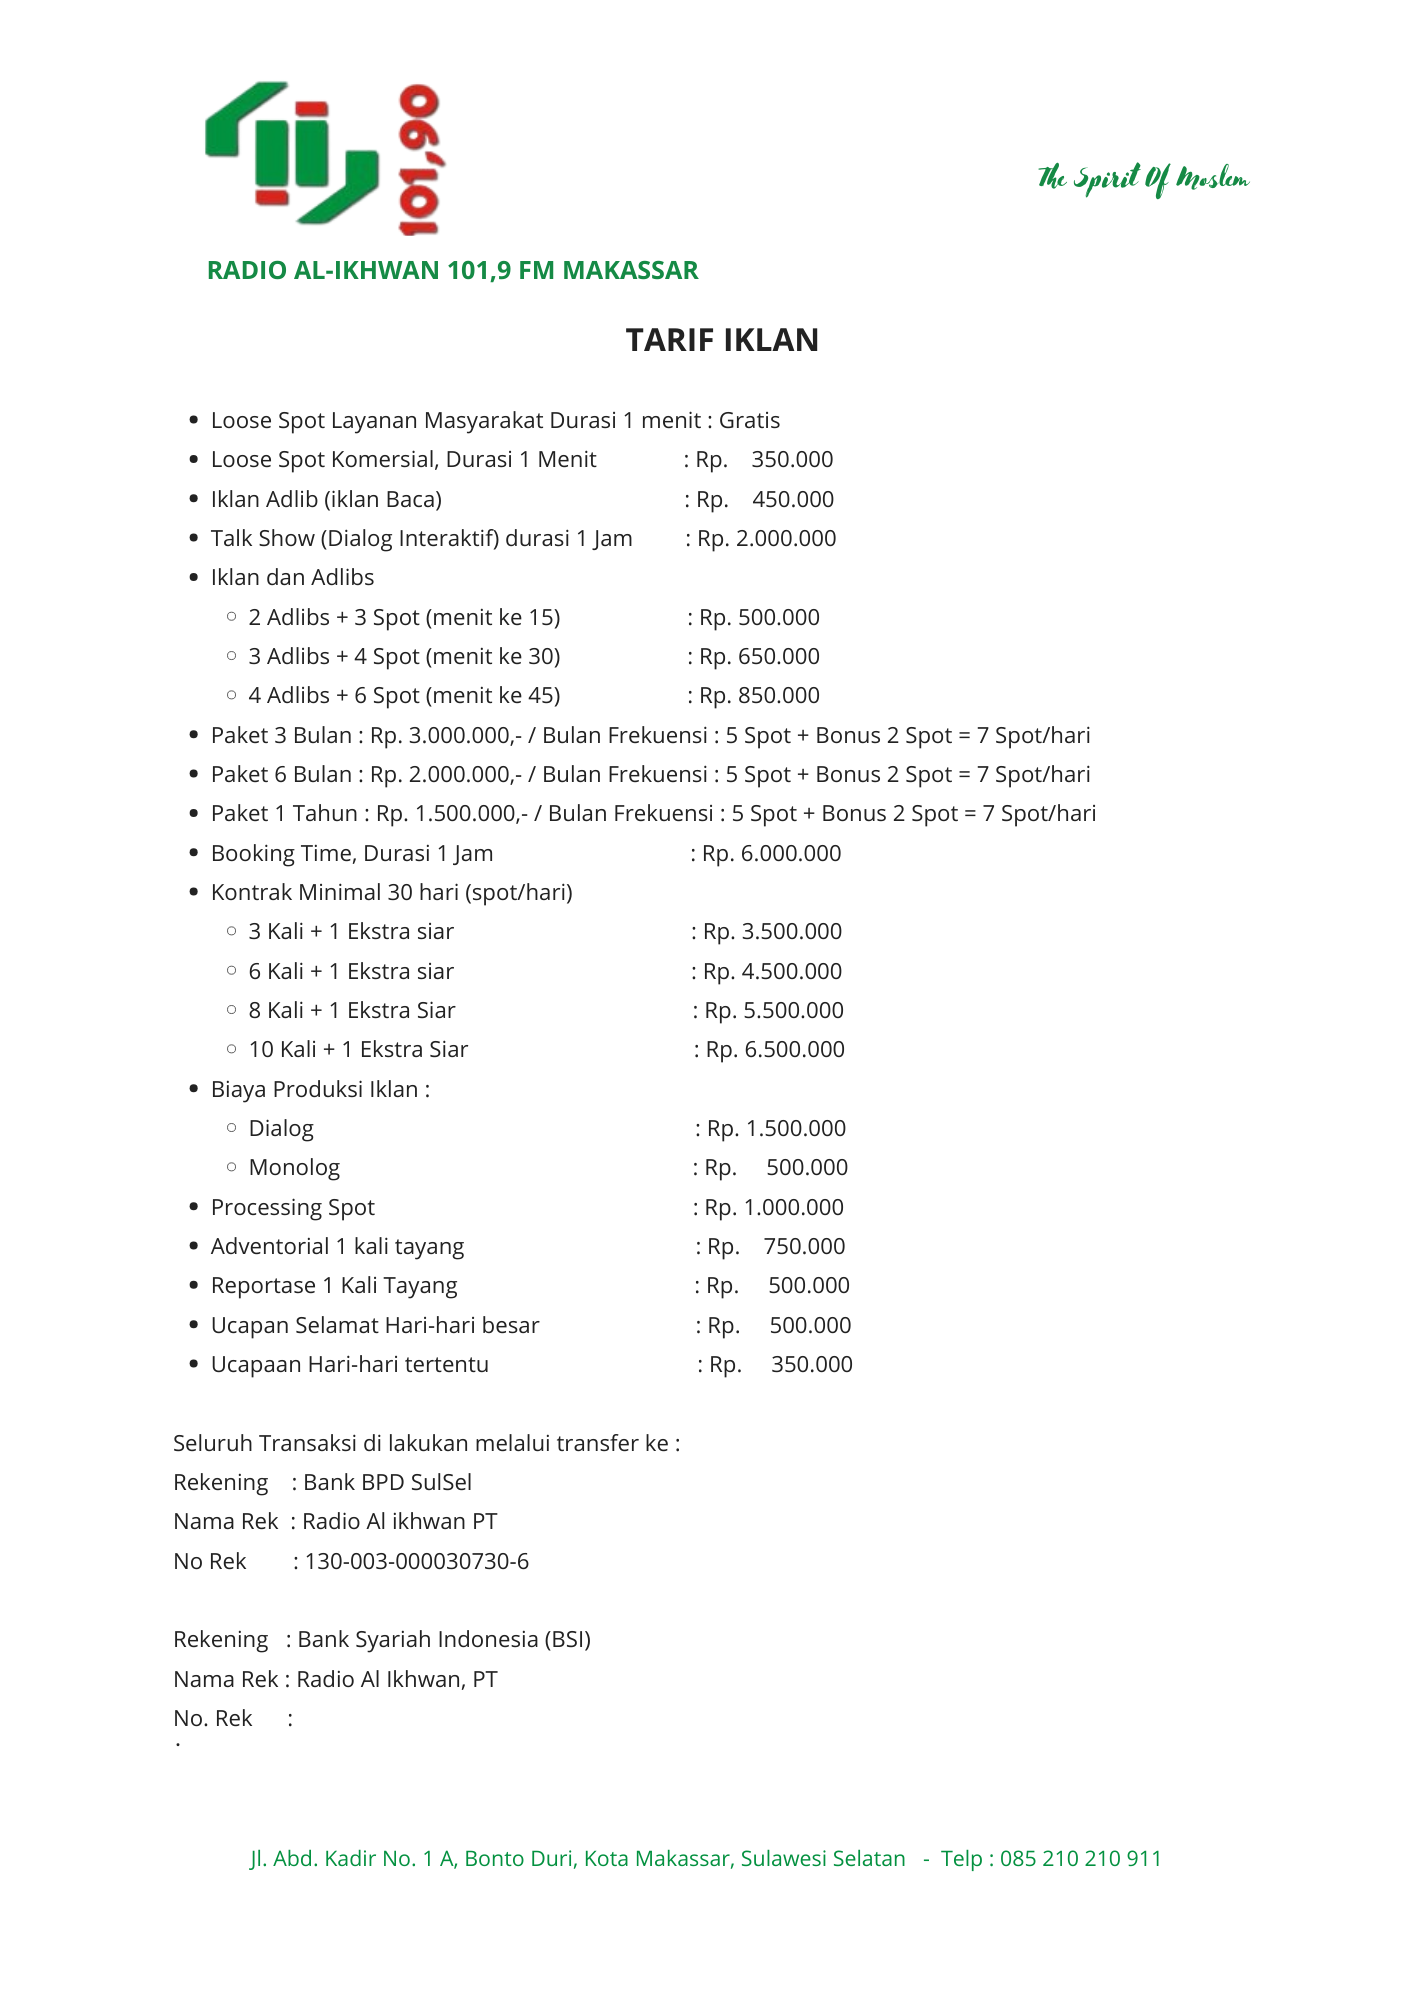 101,90
The Spirit Of Moslem
RADIO AL-IKHWAN 101,9 FM MAKASSAR
TARIF IKLAN
• Loose Spot Layanan Masyarakat Durasi 1 menit : Gratis
• Loose Spot Komersial, Durasi 1 Menit : Rp. 350.000
• Iklan Adlib (iklan Baca) : Rp. 450.000
• Talk Show (Dialog Interaktif) durasi 1 Jam : Rp. 2.000.000
• Iklan dan Adlibs
○ 2 Adlibs + 3 Spot (menit ke 15) : Rp. 500.000
○ 3 Adlibs + 4 Spot (menit ke 30) : Rp. 650.000
○ 4 Adlibs + 6 Spot (menit ke 45) : Rp. 850.000
• Paket 3 Bulan : Rp. 3.000.000,- / Bulan Frekuensi : 5 Spot + Bonus 2 Spot = 7 Spot/hari
• Paket 6 Bulan : Rp. 2.000.000,- / Bulan Frekuensi : 5 Spot + Bonus 2 Spot = 7 Spot/hari
• Paket 1 Tahun : Rp. 1.500.000,- / Bulan Frekuensi : 5 Spot + Bonus 2 Spot = 7 Spot/hari
• Booking Time, Durasi 1 Jam : Rp. 6.000.000
• Kontrak Minimal 30 hari (spot/hari)
○ 3 Kali + 1 Ekstra siar : Rp. 3.500.000
○ 6 Kali + 1 Ekstra siar : Rp. 4.500.000
○ 8 Kali + 1 Ekstra Siar : Rp. 5.500.000
○ 10 Kali + 1 Ekstra Siar : Rp. 6.500.000
• Biaya Produksi Iklan :
○ Dialog : Rp. 1.500.000
○ Monolog : Rp. 500.000
• Processing Spot : Rp. 1.000.000
• Adventorial 1 kali tayang : Rp. 750.000
• Reportase 1 Kali Tayang : Rp. 500.000
• Ucapan Selamat Hari-hari besar : Rp. 500.000
• Ucapaan Hari-hari tertentu : Rp. 350.000
Seluruh Transaksi di lakukan melalui transfer ke :
Rekening : Bank BPD SulSel
Nama Rek : Radio Al ikhwan PT
No Rek : 130-003-000030730-6
Rekening : Bank Syariah Indonesia (BSI)
Nama Rek : Radio Al Ikhwan, PT
No. Rek :
.
Jl. Abd. Kadir No. 1 A, Bonto Duri, Kota Makassar, Sulawesi Selatan - Telp : 085 210 210 911